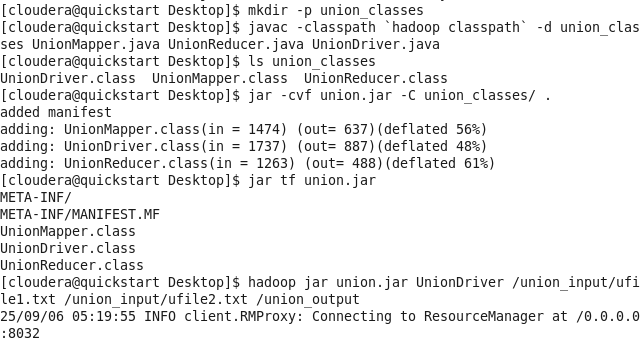 [cloudera@quickstart Desktop]$ mkdir -p union_classes
[cloudera@quickstart Desktop]$ javac -classpath `hadoop classpath` -d union_clas
ses UnionMapper.java UnionReducer.java UnionDriver.java
[cloudera@quickstart Desktop]$ ls union_classes
UnionDriver.class  UnionMapper.class  UnionReducer.class
[cloudera@quickstart Desktop]$ jar -cvf union.jar -C union_classes/ .
added manifest
adding: UnionMapper.class(in = 1474) (out= 637)(deflated 56%)
adding: UnionDriver.class(in = 1737) (out= 887)(deflated 48%)
adding: UnionReducer.class(in = 1263) (out= 488)(deflated 61%)
[cloudera@quickstart Desktop]$ jar tf union.jar
META-INF/
META-INF/MANIFEST.MF
UnionMapper.class
UnionDriver.class
UnionReducer.class
[cloudera@quickstart Desktop]$ hadoop jar union.jar UnionDriver /union_input/ufi
le1.txt /union_input/ufile2.txt /union_output
25/09/06 05:19:55 INFO client.RMProxy: Connecting to ResourceManager at /0.0.0.0
:8032